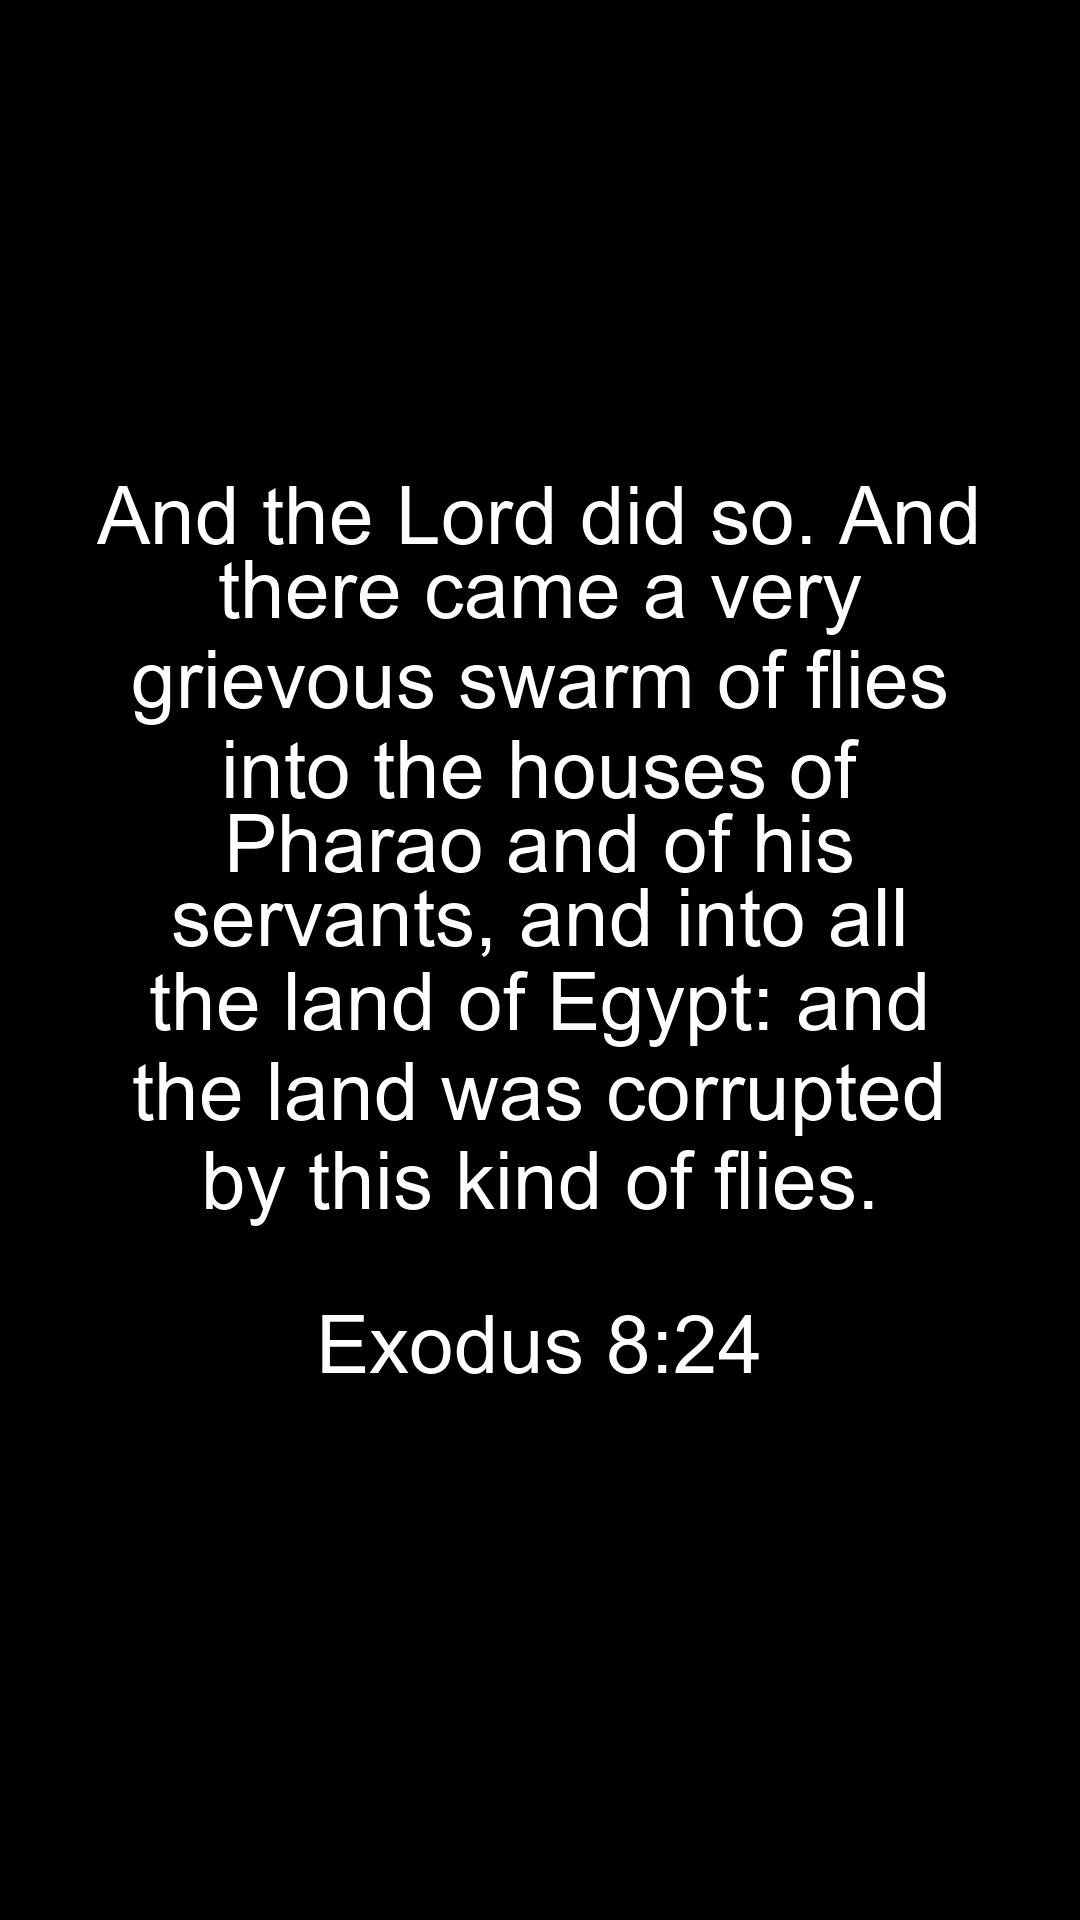 And the Lord did so. And
there came a very
grievous swarm of flies
into the houses of
Pharao and of his
servants, and into all
the land of Egypt: and
the land was corrupted
by this kind of flies.
Exodus 8:24